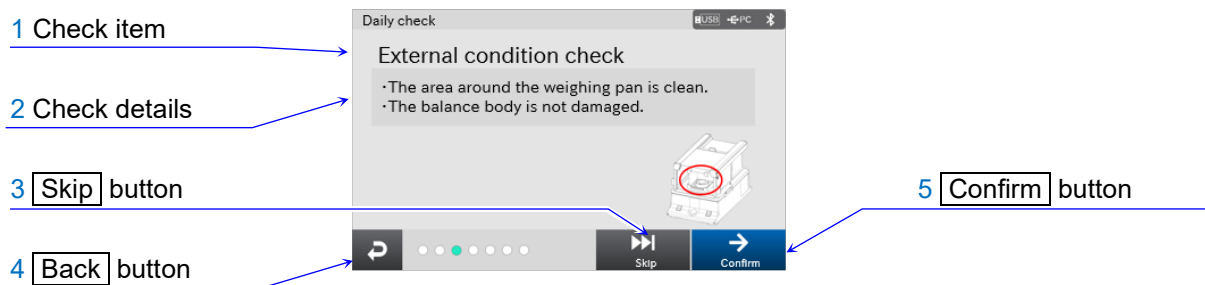 1 Check item
2 Check details
3 Skip button
4 Back button
Daily check
USB PC
External condition check
・The area around the weighing pan is clean.
・The balance body is not damaged.
Skip
Confirm
5 Confirm button